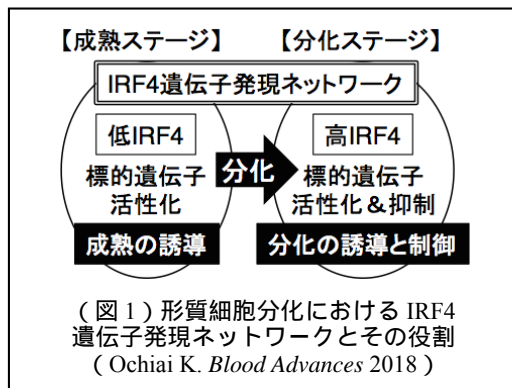 【成熟ステージ】 【分化ステージ】
IRF4遺伝子発現ネットワーク
低IRF4 高IRF4
分化
標的遺伝子 標的遺伝子
活性化 活性化&抑制
成熟の誘導 分化の誘導と制御
(図1)形質細胞分化における IRF4
遺伝子発現ネットワークとその役割
(Ochiai K. Blood Advances 2018)